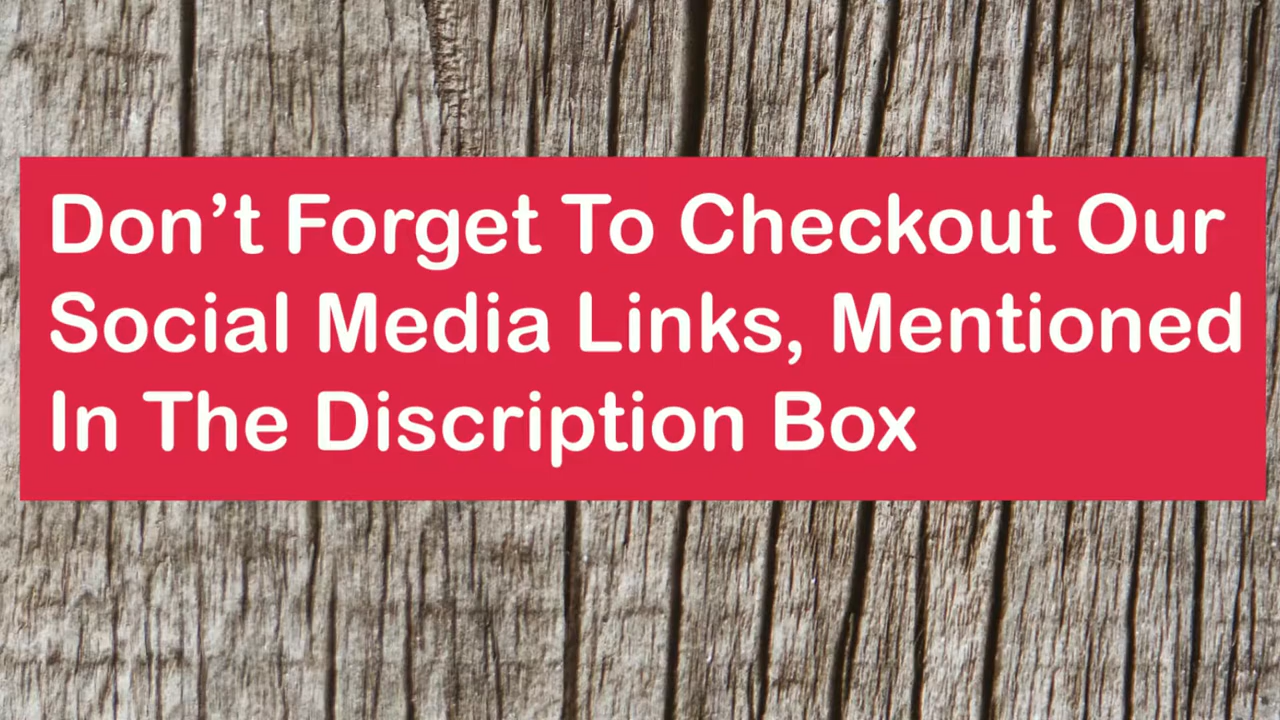 Don’t Forget To Checkout Our
Social Media Links, Mentioned
In The Discription Box